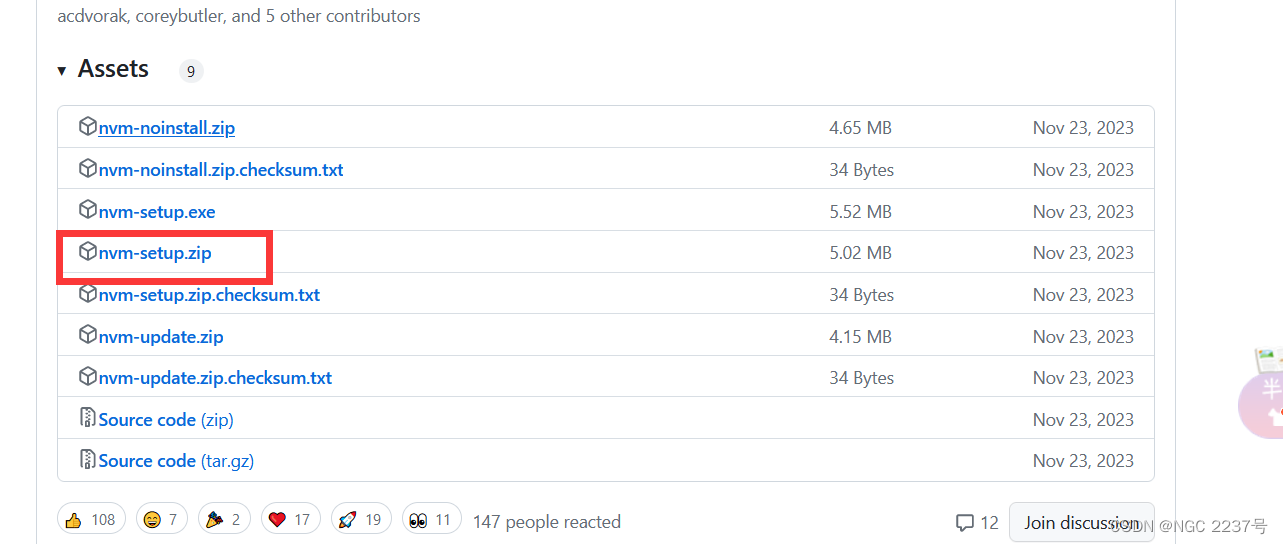 acdvorak, coreybutler, and 5 other contributors
Assets 9
nvm-noinstall.zip 4.65 MB Nov 23, 2023
nvm-noinstall.zip.checksum.txt 34 Bytes Nov 23, 2023
nvm-setup.exe 5.52 MB Nov 23, 2023
nvm-setup.zip 5.02 MB Nov 23, 2023
nvm-setup.zip.checksum.txt 34 Bytes Nov 23, 2023
nvm-update.zip 4.15 MB Nov 23, 2023
nvm-update.zip.checksum.txt 34 Bytes Nov 23, 2023
Source code (zip) Nov 23, 2023
Source code (tar.gz) Nov 23, 2023
半
108 7 2 17 19 11 147 people reacted 12 Join discussion
CSDN @NGC_2237号